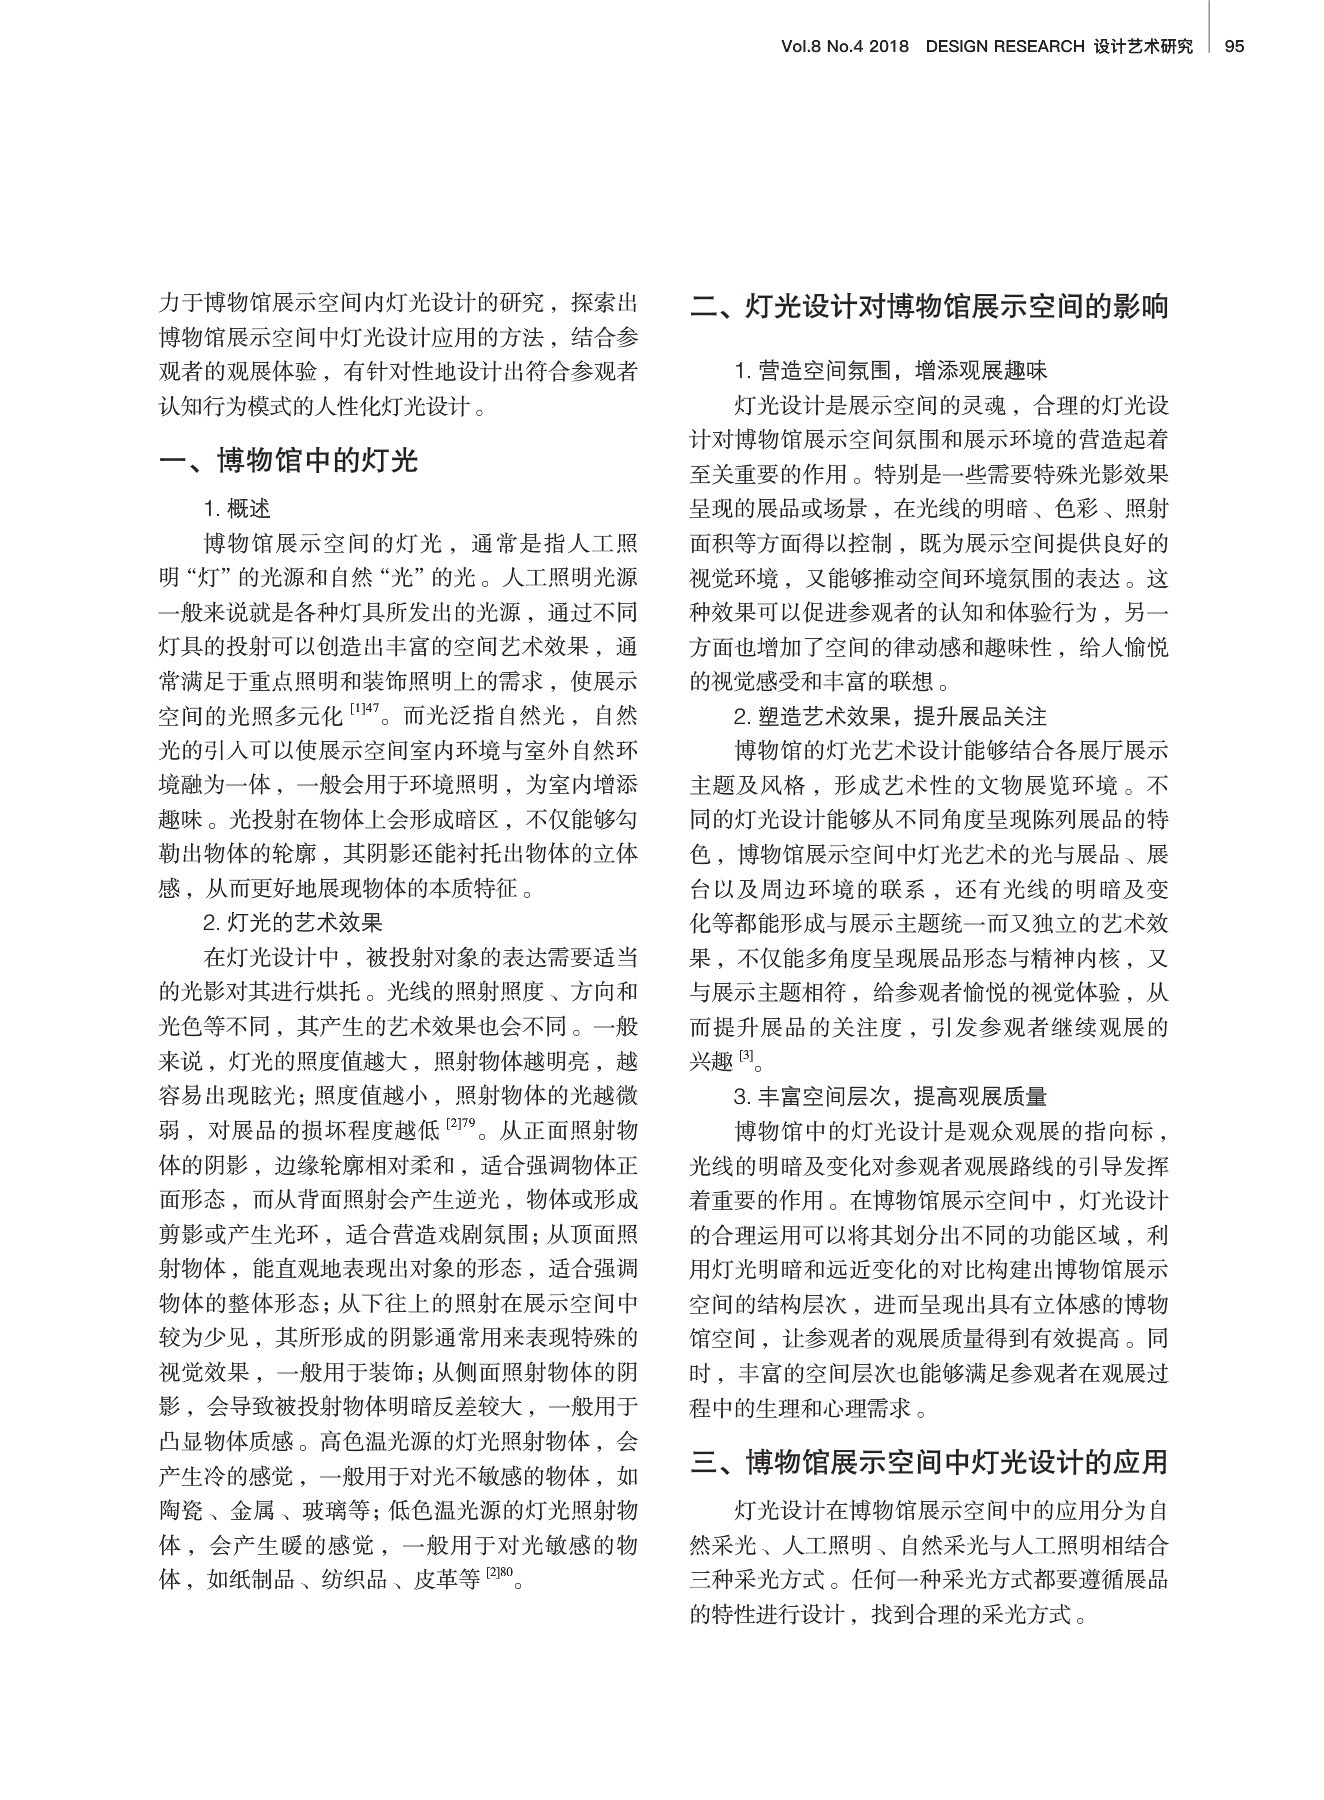 Vol.8 No.4 2018 DESIGN RESEARCH 设计艺术研究 95
力于博物馆展示空间内灯光设计的研究，探索出
博物馆展示空间中灯光设计应用的方法，结合参
观者的观展体验，有针对性地设计出符合参观者
认知行为模式的人性化灯光设计。
一、博物馆中的灯光
1. 概述
博物馆展示空间的灯光，通常是指人工照
明“灯”的光源和自然“光”的光。人工照明光源
一般来说就是各种灯具所发出的光源，通过不同
灯具的投射可以创造出丰富的空间艺术效果，通
常满足于重点照明和装饰照明上的需求，使展示
空间的光照多元化[1]47。而光泛指自然光，自然
光的引入可以使展示空间室内环境与室外自然环
境融为一体，一般会用于环境照明，为室内增添
趣味。光投射在物体上会形成暗区，不仅能够勾
勒出物体的轮廓，其阴影还能衬托出物体的立体
感，从而更好地展现物体的本质特征。
2. 灯光的艺术效果
在灯光设计中，被投射对象的表达需要适当
的光影对其进行烘托。光线的照射照度、方向和
光色等不同，其产生的艺术效果也会不同。一般
来说，灯光的照度值越大，照射物体越明亮，越
容易出现眩光；照度值越小，照射物体的光越微
弱，对展品的损坏程度越低[2]79。从正面照射物
体的阴影，边缘轮廓相对柔和，适合强调物体正
面形态，而从背面照射会产生逆光，物体或形成
剪影或产生光环，适合营造戏剧氛围；从顶面照
射物体，能直观地表现出对象的形态，适合强调
物体的整体形态；从下往上的照射在展示空间中
较为少见，其所形成的阴影通常用来表现特殊的
视觉效果，一般用于装饰；从侧面照射物体的阴
影，会导致被投射物体明暗反差较大，一般用于
凸显物体质感。高色温光源的灯光照射物体，会
产生冷的感觉，一般用于对光不敏感的物体，如
陶瓷、金属、玻璃等；低色温光源的灯光照射物
体，会产生暖的感觉，一般用于对光敏感的物
体，如纸制品、纺织品、皮革等[2]80。
二、灯光设计对博物馆展示空间的影响
1. 营造空间氛围，增添观展趣味
灯光设计是展示空间的灵魂，合理的灯光设
计对博物馆展示空间氛围和展示环境的营造起着
至关重要的作用。特别是一些需要特殊光影效果
呈现的展品或场景，在光线的明暗、色彩、照射
面积等方面得以控制，既为展示空间提供良好的
视觉环境，又能够推动空间环境氛围的表达。这
种效果可以促进参观者的认知和体验行为，另一
方面也增加了空间的律动感和趣味性，给人愉悦
的视觉感受和丰富的联想。
2. 塑造艺术效果，提升展品关注
博物馆的灯光艺术设计能够结合各展厅展示
主题及风格，形成艺术性的文物展览环境。不
同的灯光设计能够从不同角度呈现陈列展品的特
色，博物馆展示空间中灯光艺术的光与展品、展
台以及周边环境的联系，还有光线的明暗及变
化等都能形成与展示主题统一而又独立的艺术效
果，不仅能多角度呈现展品形态与精神内核，又
与展示主题相符，给参观者愉悦的视觉体验，从
而提升展品的关注度，引发参观者继续观展的
兴趣[3]。
3. 丰富空间层次，提高观展质量
博物馆中的灯光设计是观众观展的指向标，
光线的明暗及变化对参观者观展路线的引导发挥
着重要的作用。在博物馆展示空间中，灯光设计
的合理运用可以将其划分出不同的功能区域，利
用灯光明暗和远近变化的对比构建出博物馆展示
空间的结构层次，进而呈现出具有立体感的博物
馆空间，让参观者的观展质量得到有效提高。同
时，丰富的空间层次也能够满足参观者在观展过
程中的生理和心理需求。
三、博物馆展示空间中灯光设计的应用
灯光设计在博物馆展示空间中的应用分为自
然采光、人工照明、自然采光与人工照明相结合
三种采光方式。任何一种采光方式都要遵循展品
的特性进行设计，找到合理的采光方式。